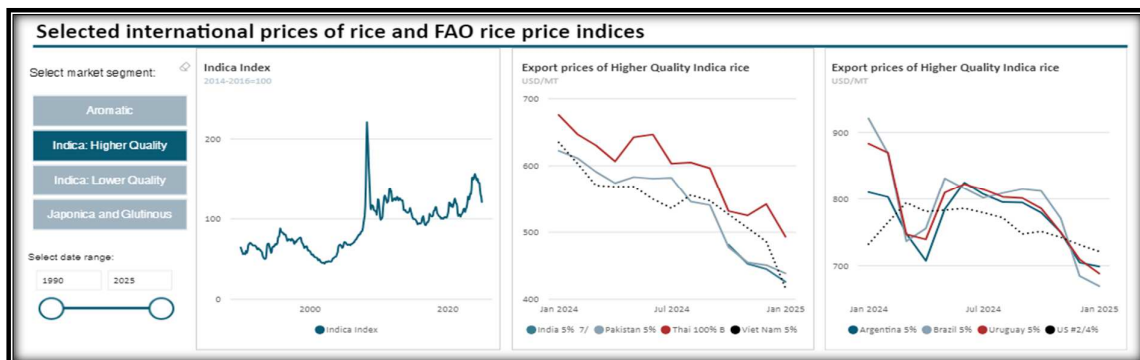 Selected international prices of rice and FAO rice price indices
Select market segment:
Aromatic
Indica: Higher Quality
Indica: Lower Quality
Japonica and Glutinous
Select date range:
1990 2025
Indica Index
2014-2016=100
200
100
0
2000 2020
Indica Index
Export prices of Higher Quality Indica rice
USD/MT
700
600
500
400
Jan 2024 Jul 2024 Jan 2025
India 5% 7/ Pakistan 5% Thai 100% B Viet Nam 5%
Export prices of Higher Quality Indica rice
USD/MT
900
800
700
Jan 2024 Jul 2024 Jan 2025
Argentina 5% Brazil 5% Uruguay 5% US #2/4%